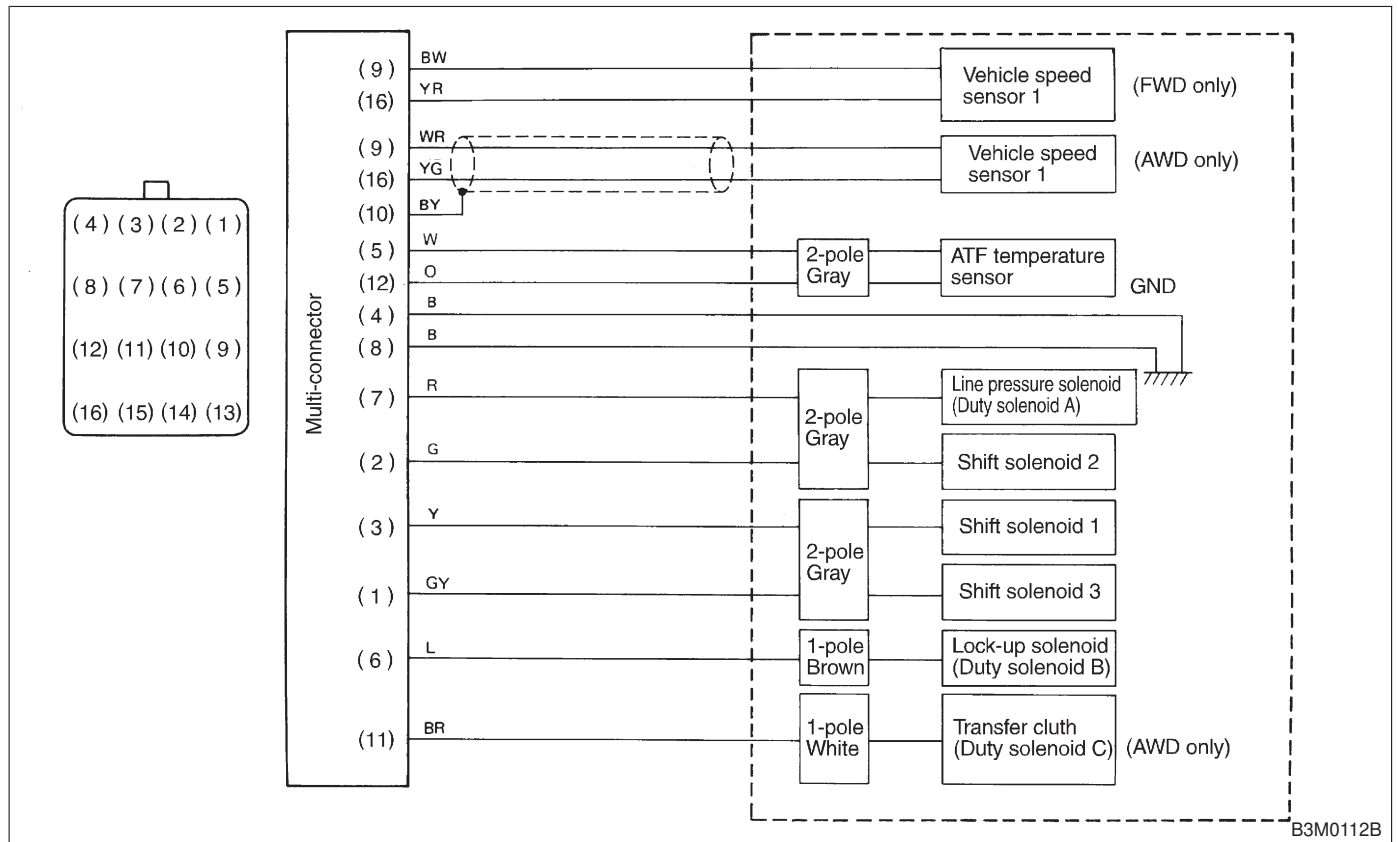 (4) (3) (2) (1)
(8) (7) (6) (5)
(12) (11) (10) (9)
(16) (15) (14) (13)
Multi-connector
(9) BW
Vehicle speed
sensor 1
(FWD only)
(16) YR
(9) WR
Vehicle speed
sensor 1
(AWD only)
(16) YG
(10) BY
(5) W
2-pole
Gray
ATF temperature
sensor
(12) O
GND
(4) B
(8) B
(7) R
2-pole
Gray
Line pressure solenoid
(Duty solenoid A)
(2) G
Shift solenoid 2
(3) Y
2-pole
Gray
Shift solenoid 1
(1) GY
Shift solenoid 3
(6) L
1-pole
Brown
Lock-up solenoid
(Duty solenoid B)
(11) BR
1-pole
White
Transfer cluth
(Duty solenoid C)
(AWD only)
B3M0112B